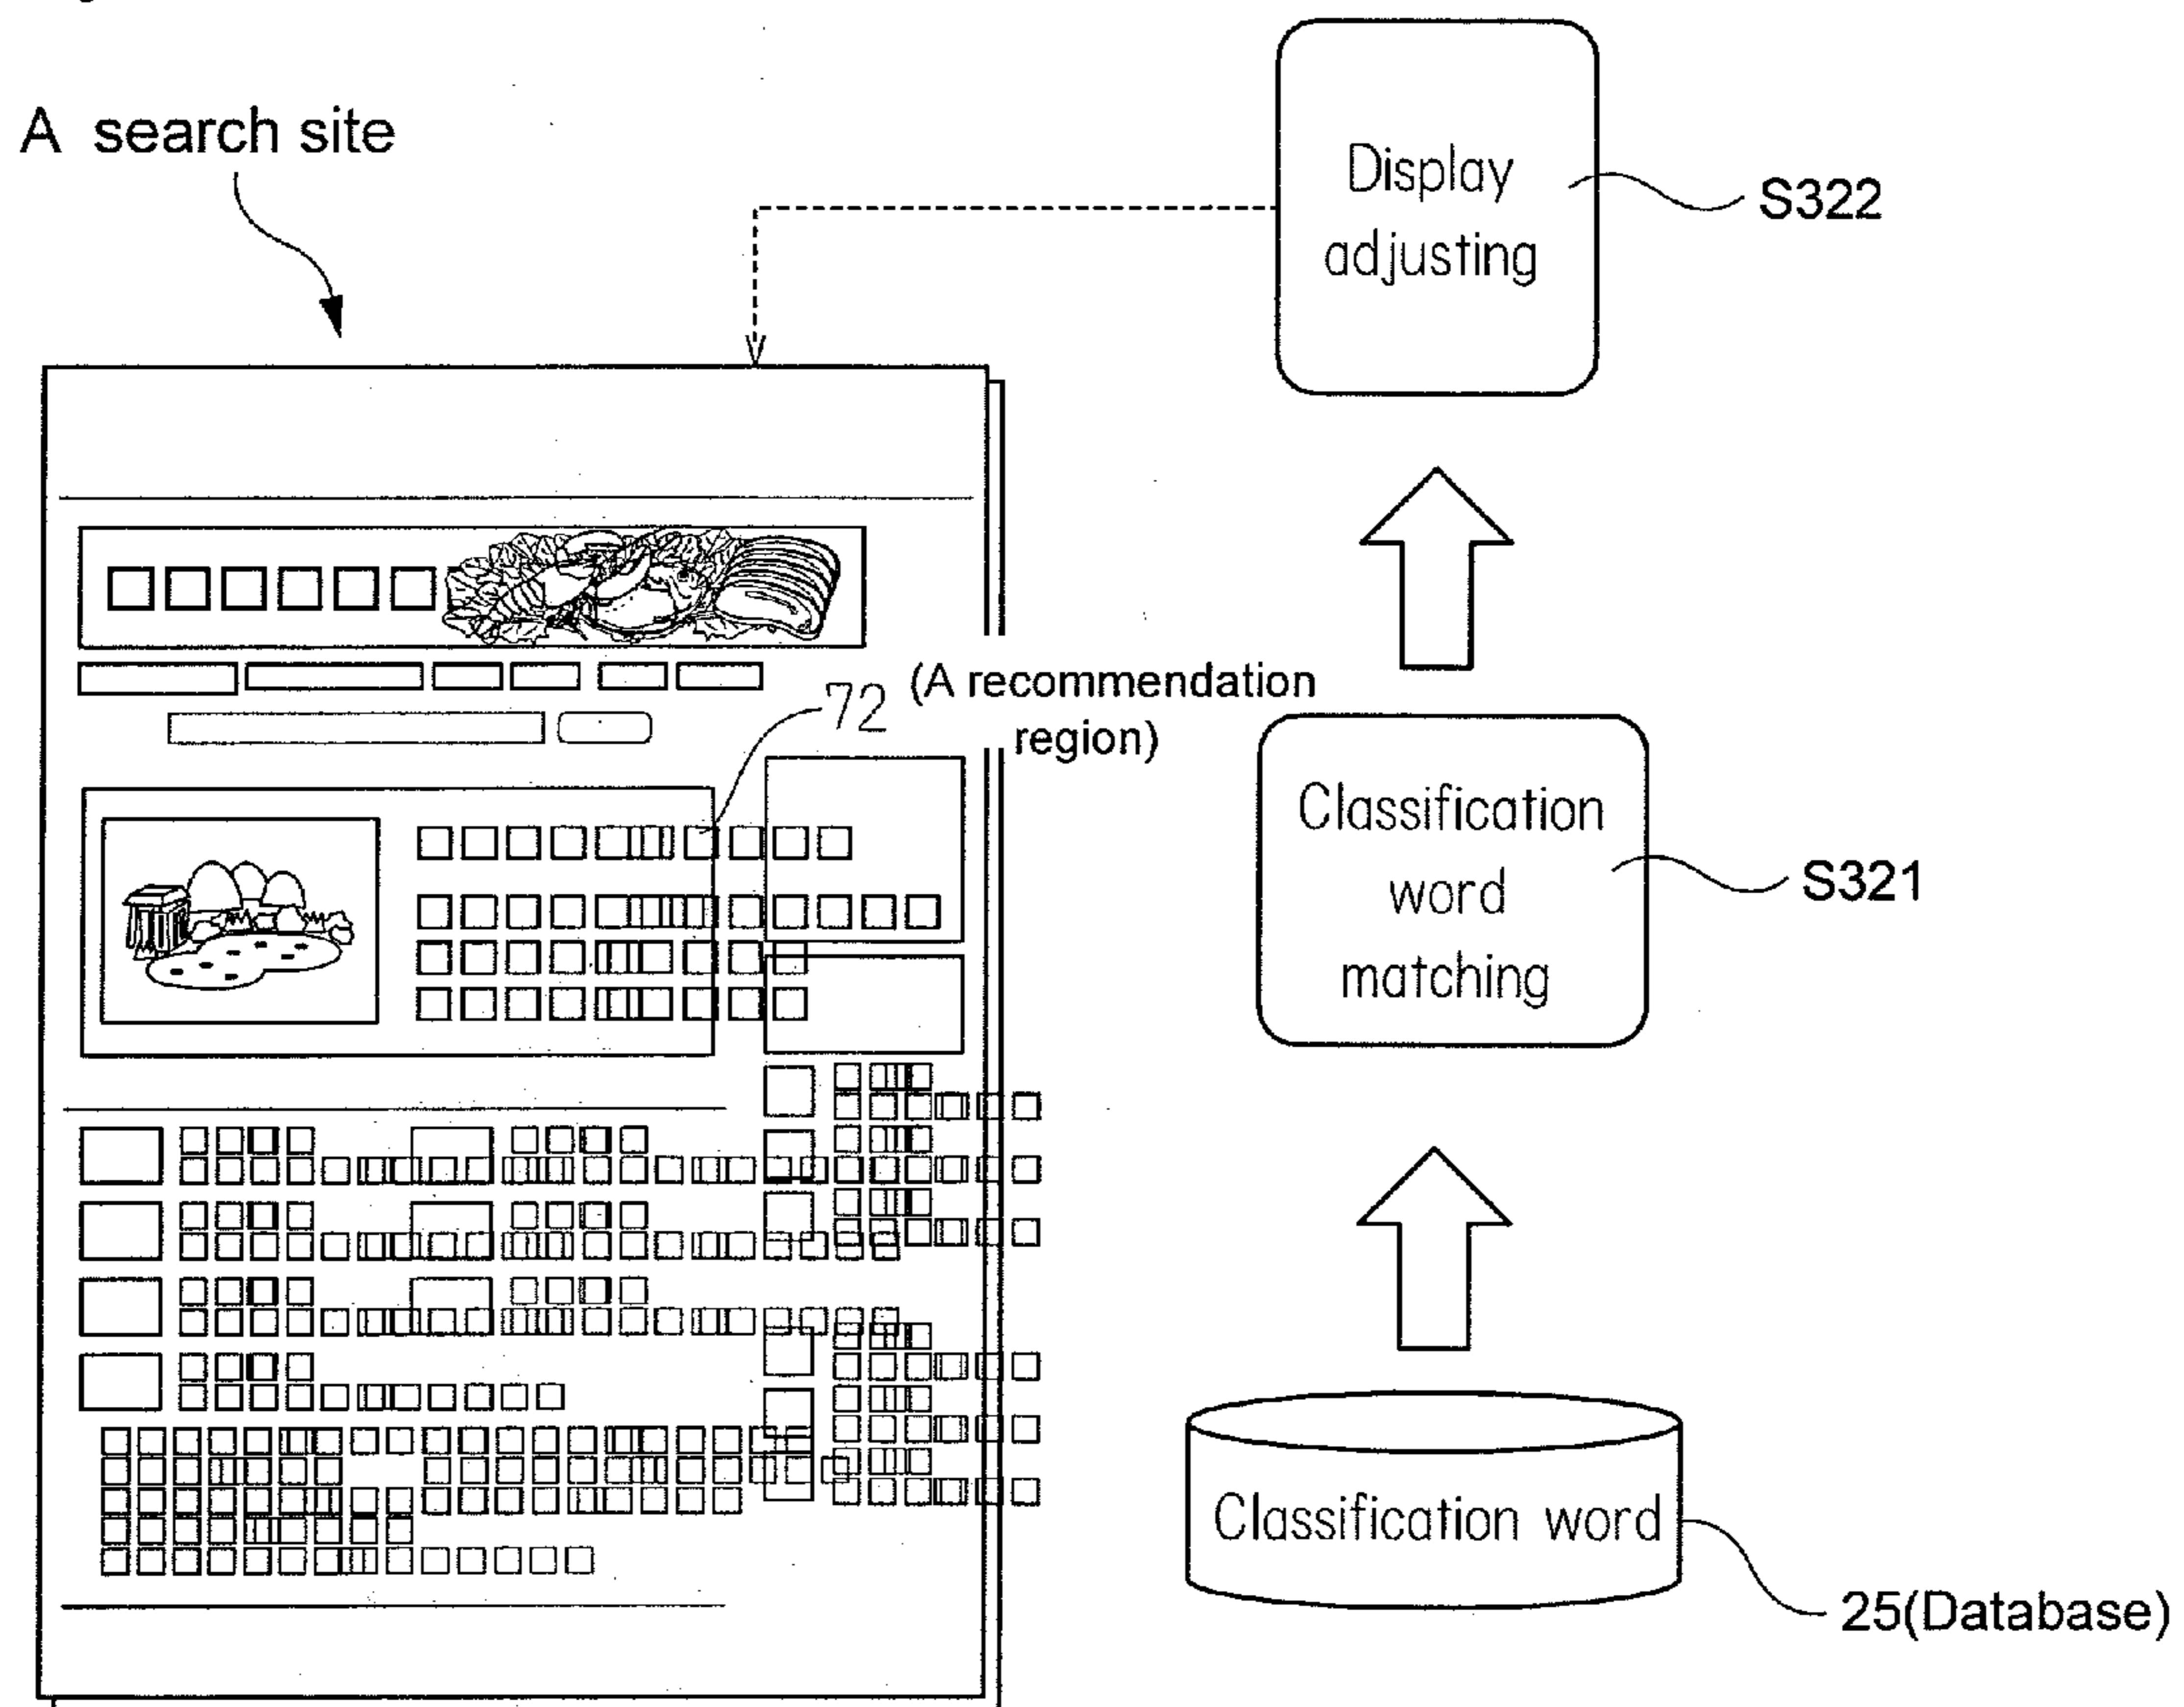 A search site
Display
adjusting
S322
72
(A recommendation
region)
Classification
word
matching
S321
Classification word
25(Database)